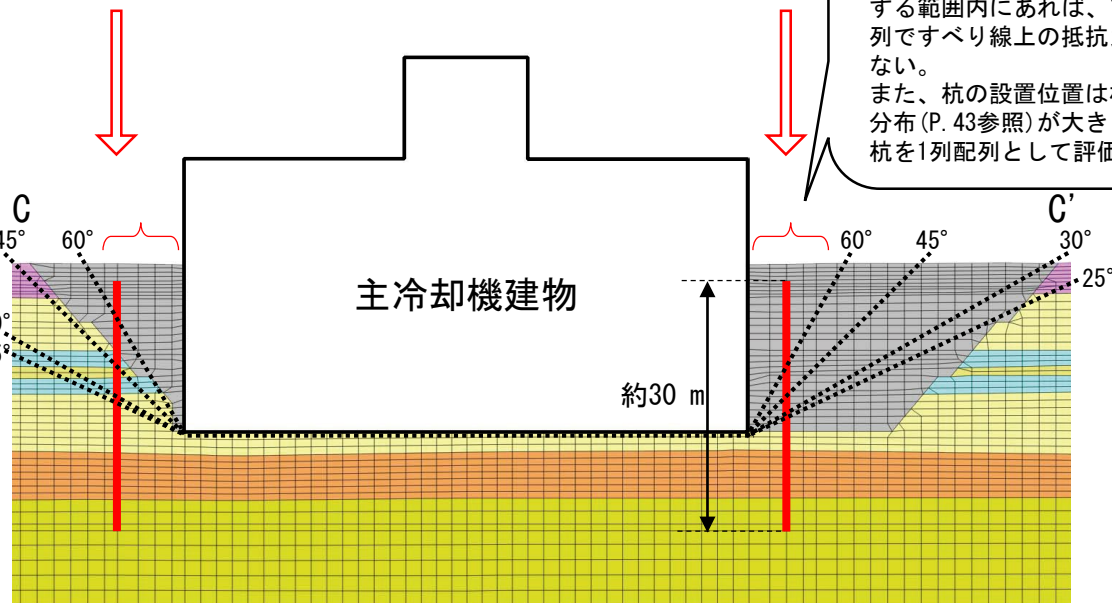 する範囲内にあれば、
列ですべり線上の抵抗
ない。
また、杭の設置位置は
分布(P.43参照)が大き
杭を1列配列として評価
C
C'
45°
60°
60°
45°
30°
25°
主冷却機建物
約30 m